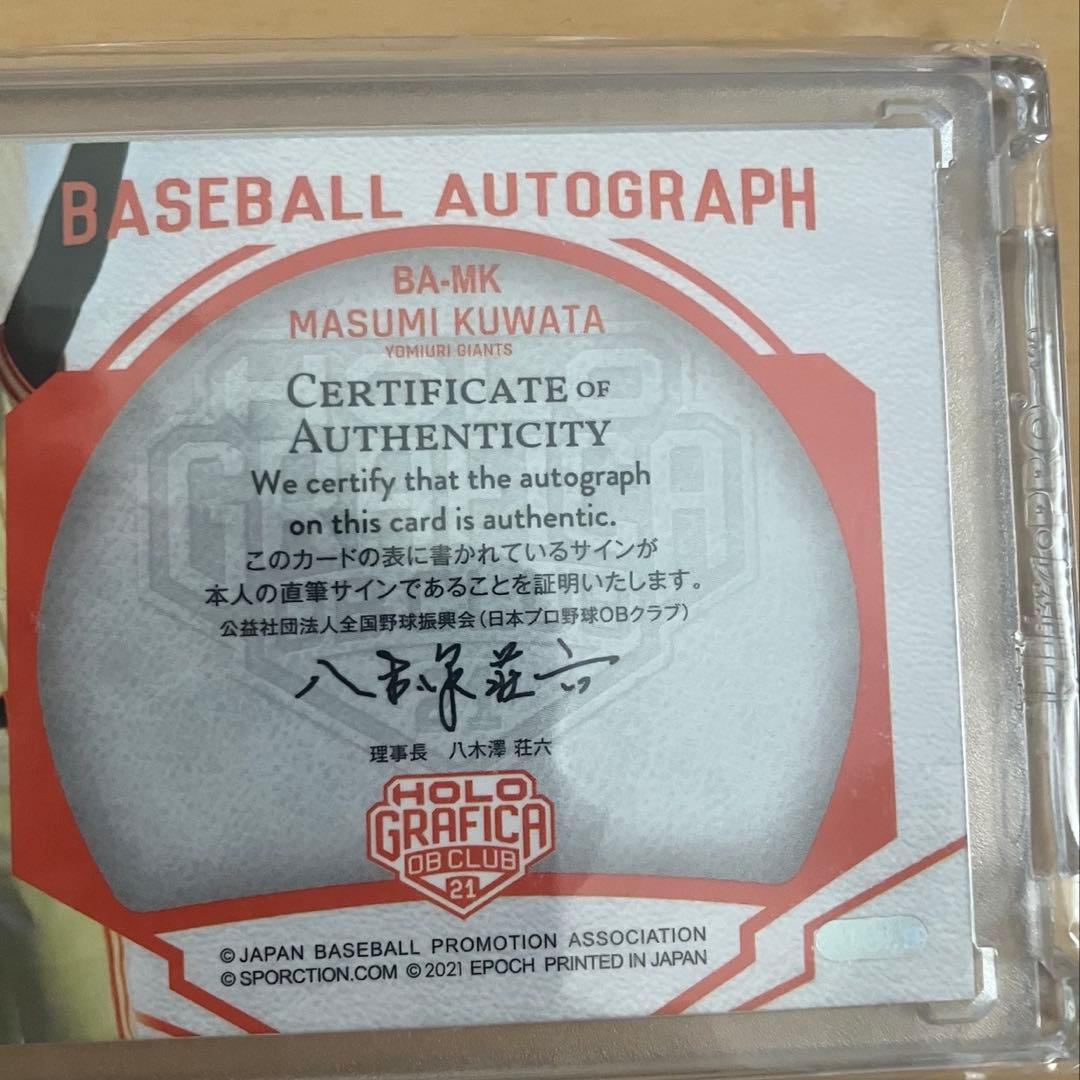 BASEBALL AUTOGRAPH
BA-MK
MASUMI KUWATA
YOMIURI GIANTS
CERTIFICATE OF
AUTHENTICITY
We certify that the autograph
on this card is authentic.
このカードの表に書かれているサインが
本人の直筆サインであることを証明いたします。
公益社団法人全国野球振興会(日本プロ野球OBクラブ)
理事長 八木澤 荘六
HOLO
GRAFICA
OB CLUB
21
© JAPAN BASEBALL PROMOTION ASSOCIATION
© SPORCTION.COM © 2021 EPOCH PRINTED IN JAPAN